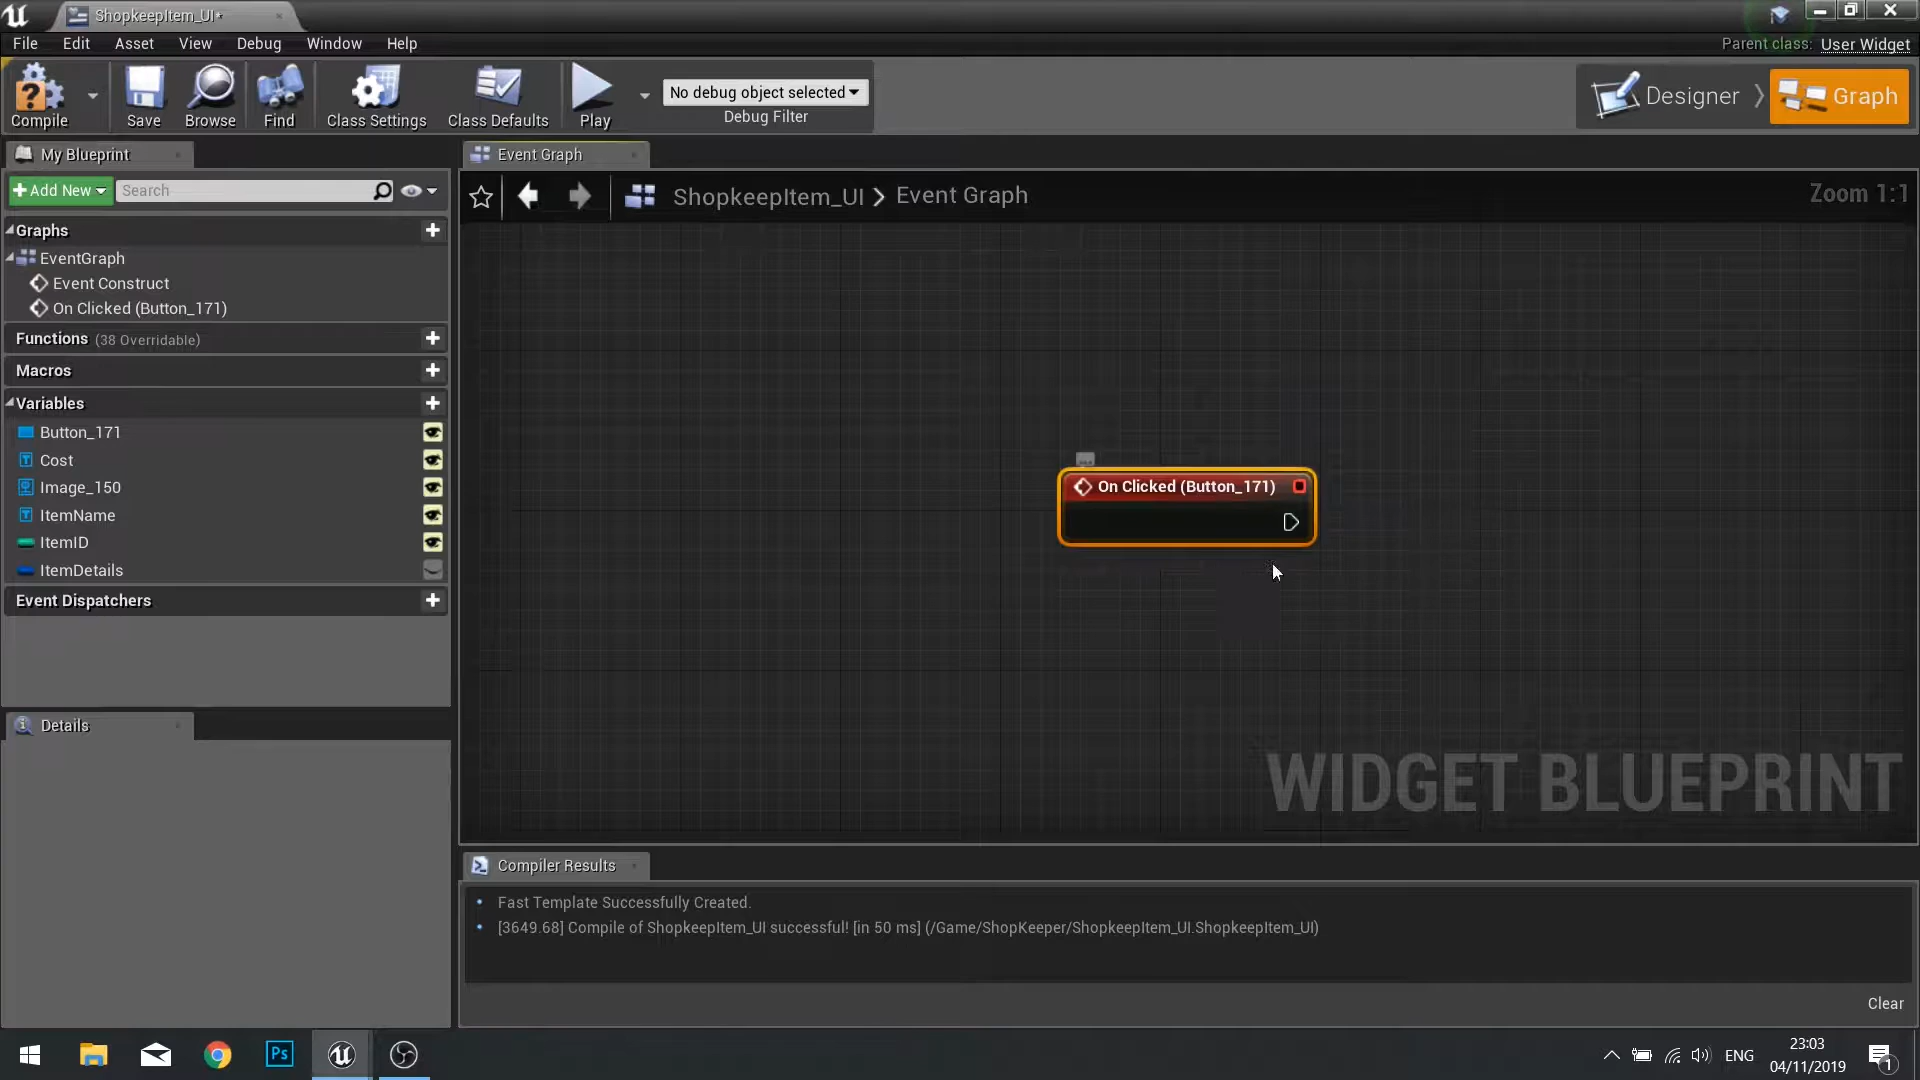 ShopkeepItem_UI*
File Edit Asset View Debug Window Help
Parent class: User Widget
Compile Save Browse Find Class Settings Class Defaults Play
No debug object selected
Debug Filter
Designer Graph
My Blueprint
Event Graph
Add New Search
ShopkeepItem_UI Event Graph
Zoom 1:1
Graphs
EventGraph
Event Construct
On Clicked (Button_171)
Functions (38 Overridable)
Macros
Variables
Button_171
Cost
Image_150
ItemName
ItemID
ItemDetails
Event Dispatchers
On Clicked (Button_171)
Details
WIDGET BLUEPRINT
Compiler Results
Fast Template Successfully Created.
[3649.68] Compile of ShopkeepItem_UI successful! [in 50 ms] (/Game/ShopKeeper/ShopkeepItem_UI.ShopkeepItem_UI)
Clear
Ps
ENG
23:03
04/11/2019
1